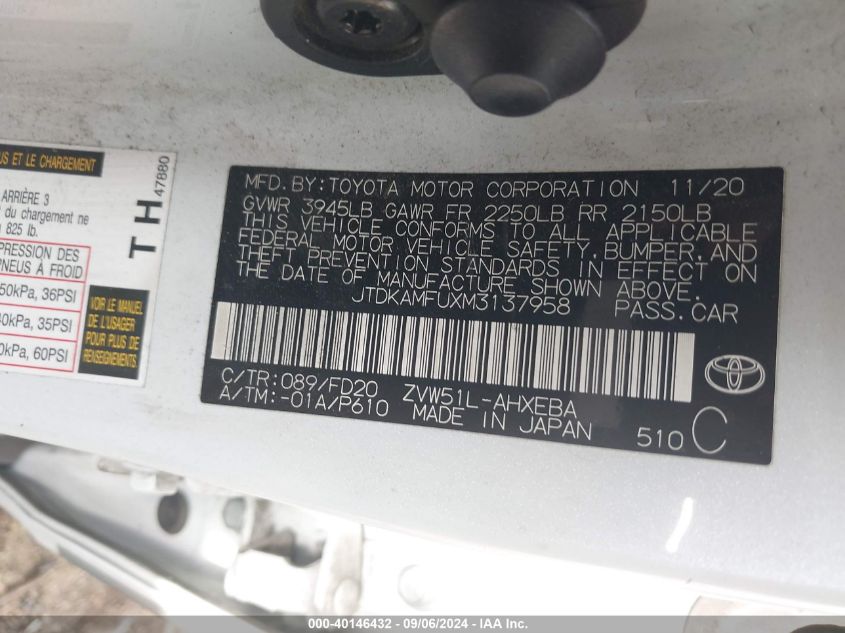 US ET LE CHARGEMENT
ARRIÈRE 3
du chargement ne
825 lb.
PRESSION DES
PNEUS À FROID
50kPa, 36PSI
40kPa, 35PSI
0kPa, 60PSI
VOIR LE MANUEL
DE L'USAGER
POUR PLUS DE
RENSEIGNEMENTS.
T H 47880
MFD.BY:TOYOTA MOTOR CORPORATION 11/20
GVWR 3945LB GAWR FR 2250LB RR 2150LB
THIS VEHICLE CONFORMS TO ALL APPLICABLE
FEDERAL MOTOR VEHICLE SAFETY,BUMPER,AND
THEFT PREVENTION STANDARDS IN EFFECT ON
THE DATE OF MANUFACTURE SHOWN ABOVE.
JTDKAMFUXM3137958 PASS.CAR
C/TR:089/FD20 ZVW51L-AHXEBA
A/TM:-01A/P610 MADE IN JAPAN 510 C
000-40146432 - 09/06/2024 - IAA Inc.